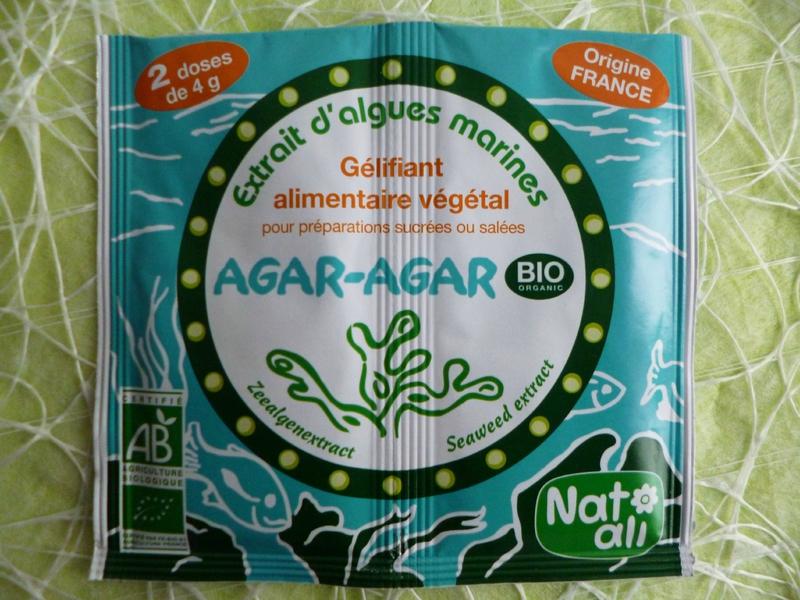 2 doses
de 4 g
Origine
FRANCE
Extrait d'algues marines
Gélifiant
alimentaire végétal
pour préparations sucrées ou salées
AGAR-AGAR
BIO
ORGANIC
Zeealgenextract
Seaweed extract
CERTIFIÉ
AB
AGRICULTURE
BIOLOGIQUE
Nat
ali